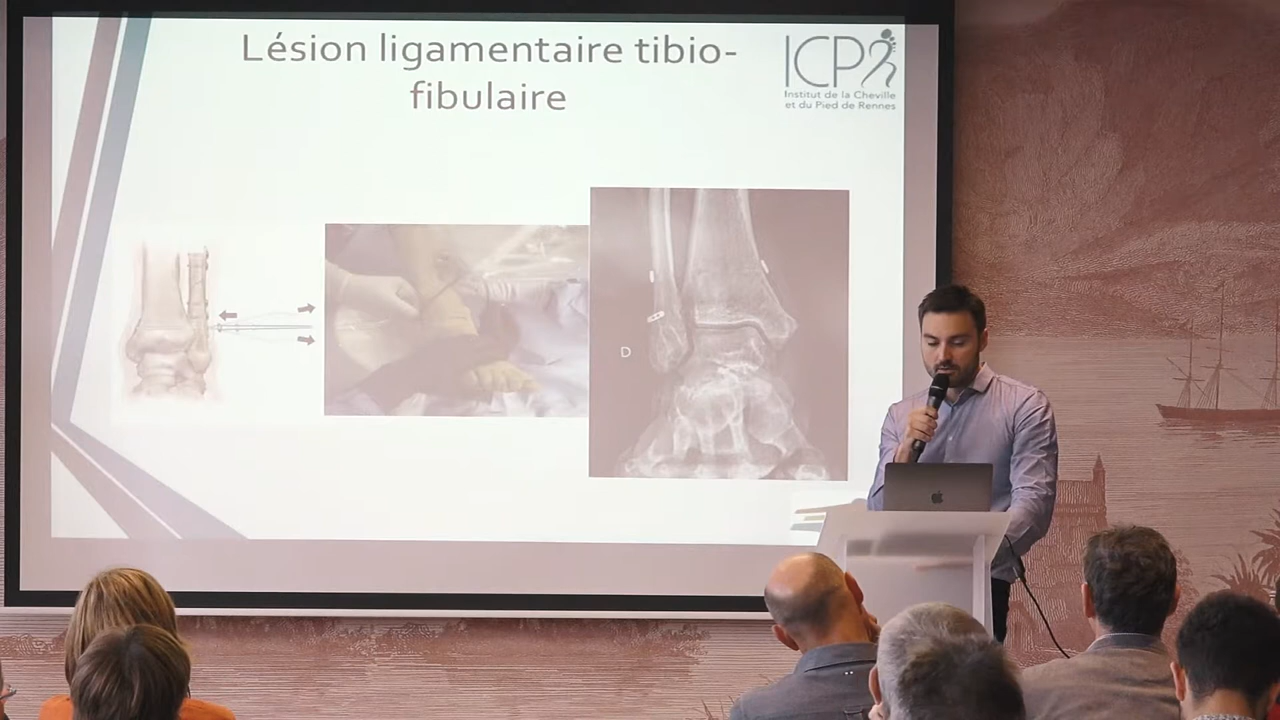 Lésion ligamentaire tibio-
fibulaire
ICP
Institut de la Cheville
et du Pied de Rennes
D